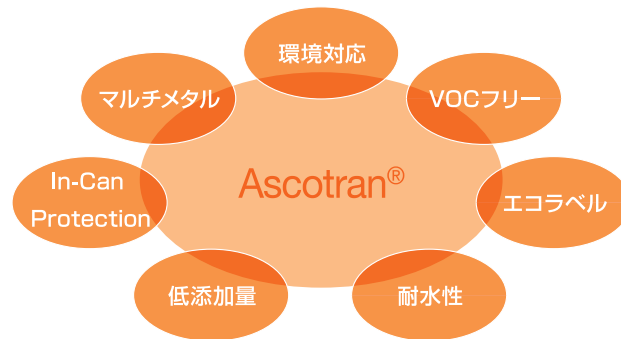 環境対応
マルチメタル
VOCフリー
Ascotran®
In-Can
Protection
エコラベル
低添加量
耐水性